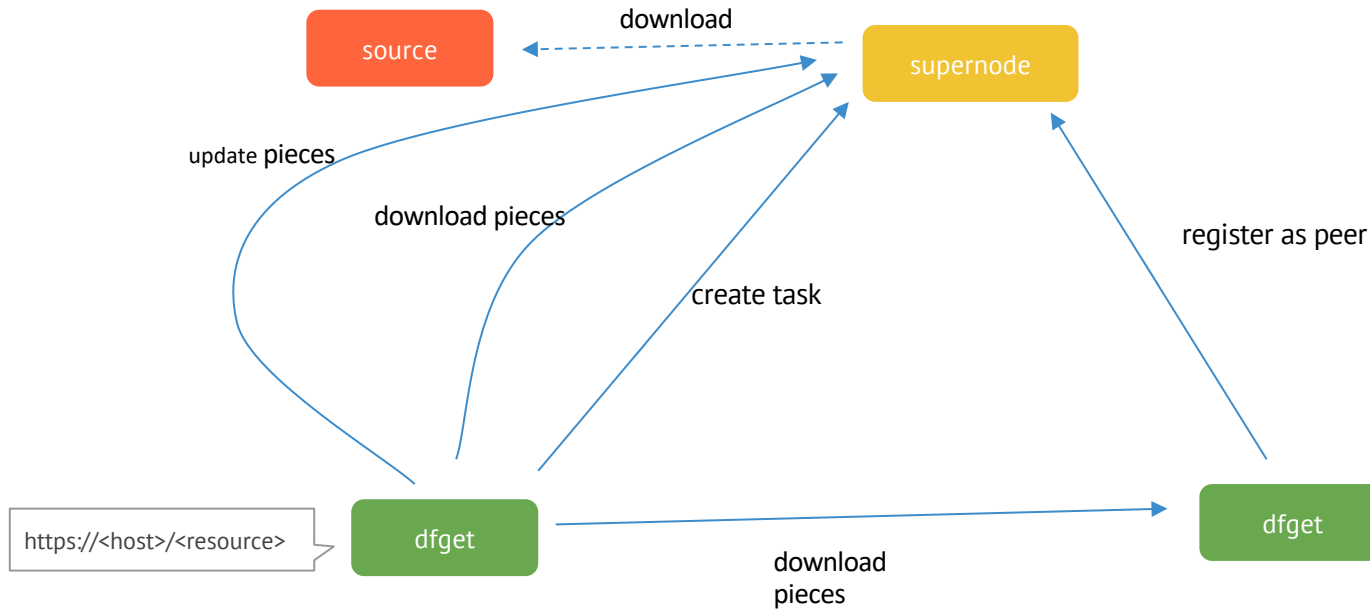 download
source
supernode
update pieces
download pieces
register as peer
create task
https://<host>/<resource>
dfget
dfget
download
pieces